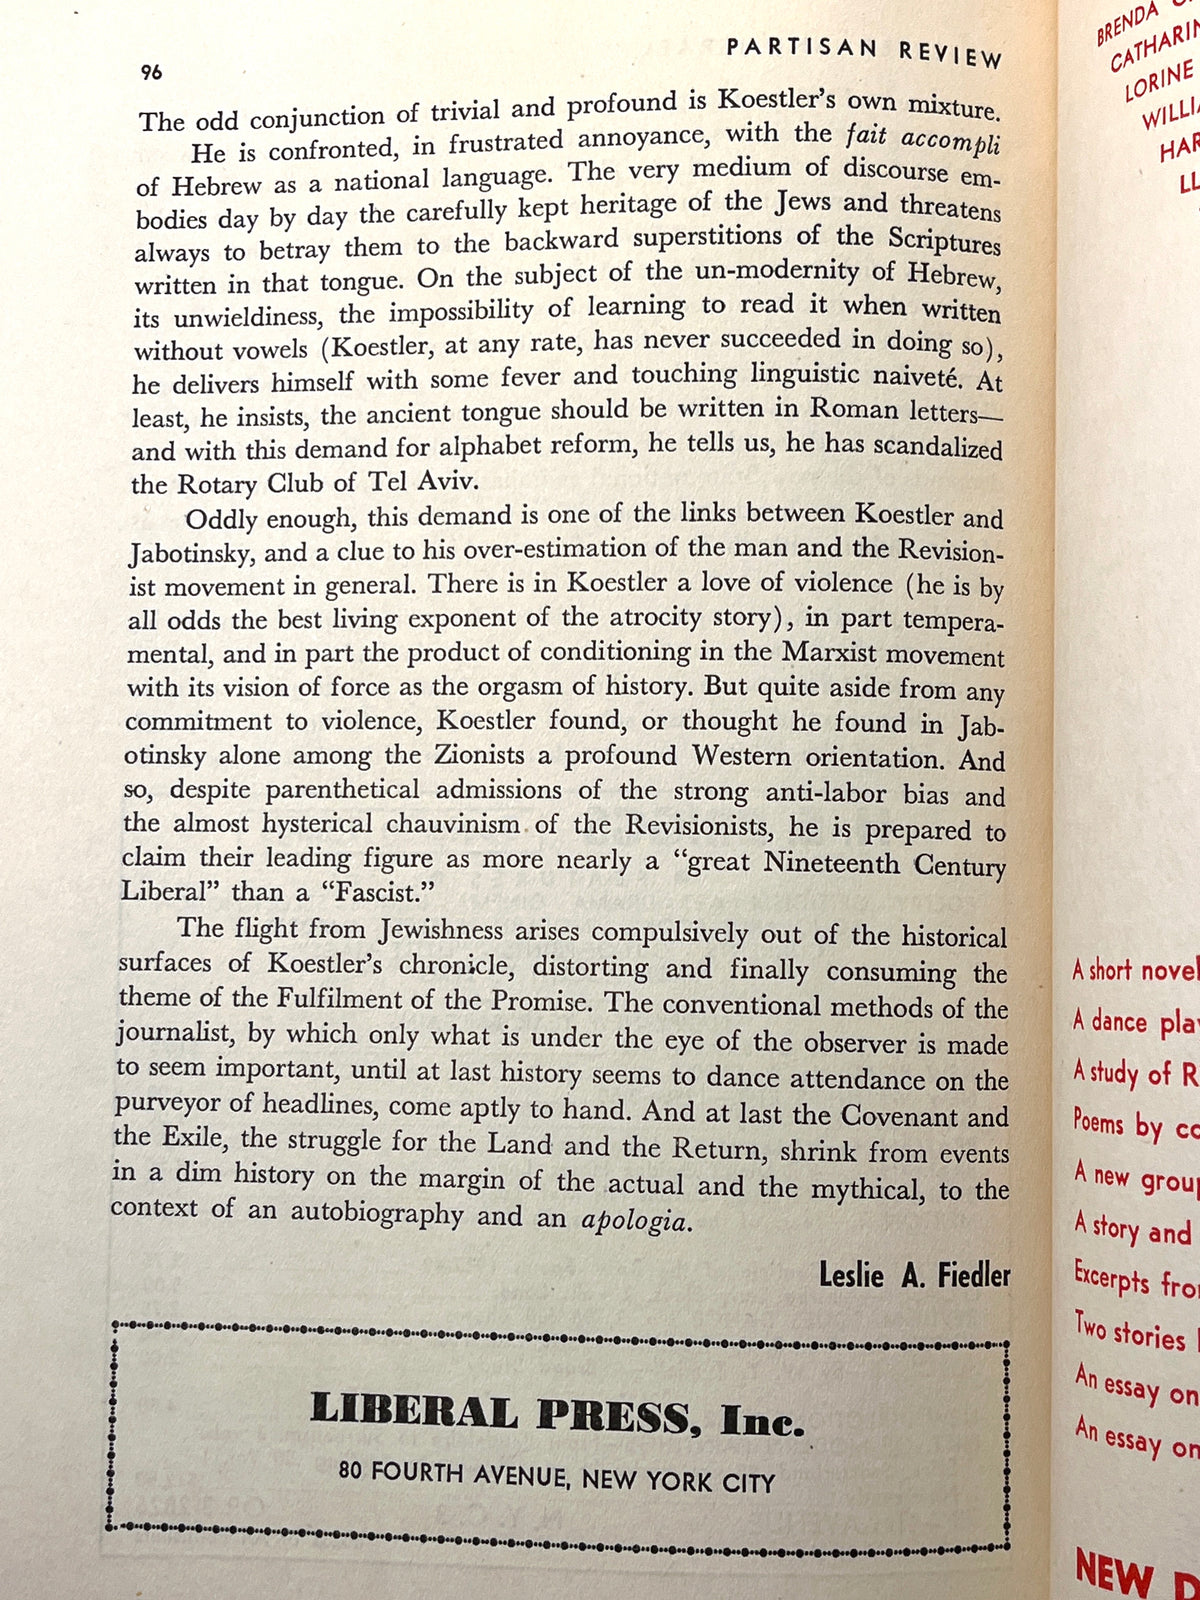 96
PARTISAN REVIEW
The odd conjunction of trivial and profound is Koestler's own mixture.
He is confronted, in frustrated annoyance, with the fait accompli
of Hebrew as a national language. The very medium of discourse em-
bodies day by day the carefully kept heritage of the Jews and threatens
always to betray them to the backward superstitions of the Scriptures
written in that tongue. On the subject of the un-modernity of Hebrew,
its unwieldiness, the impossibility of learning to read it when written
without vowels (Koestler, at any rate, has never succeeded in doing so),
he delivers himself with some fever and touching linguistic naiveté. At
least, he insists, the ancient tongue should be written in Roman letters—
and with this demand for alphabet reform, he tells us, he has scandalized
the Rotary Club of Tel Aviv.
Oddly enough, this demand is one of the links between Koestler and
Jabotinsky, and a clue to his over-estimation of the man and the Revision-
ist movement in general. There is in Koestler a love of violence (he is by
all odds the best living exponent of the atrocity story), in part tempera-
mental, and in part the product of conditioning in the Marxist movement
with its vision of force as the orgasm of history. But quite aside from any
commitment to violence, Koestler found, or thought he found in Jab-
otinsky alone among the Zionists a profound Western orientation. And
so, despite parenthetical admissions of the strong anti-labor bias and
the almost hysterical chauvinism of the Revisionists, he is prepared to
claim their leading figure as more nearly a "great Nineteenth Century
Liberal" than a "Fascist."
The flight from Jewishness arises compulsively out of the historical
surfaces of Koestler's chronicle, distorting and finally consuming the
theme of the Fulfilment of the Promise. The conventional methods of the
journalist, by which only what is under the eye of the observer is made
to seem important, until at last history seems to dance attendance on the
purveyor of headlines, come aptly to hand. And at last the Covenant and
the Exile, the struggle for the Land and the Return, shrink from events
in a dim history on the margin of the actual and the mythical, to the
context of an autobiography and an apologia.
Leslie A. Fiedler
LIBERAL PRESS, Inc.
80 FOURTH AVENUE, NEW YORK CITY
BRENDA
CATHARIN
LORINE
WILLIA
HAR
LL
A short novel
A dance play
A study of R
Poems by co
A new group
A story and
Excerpts fro
Two stories
An essay on
An essay on
NEW D